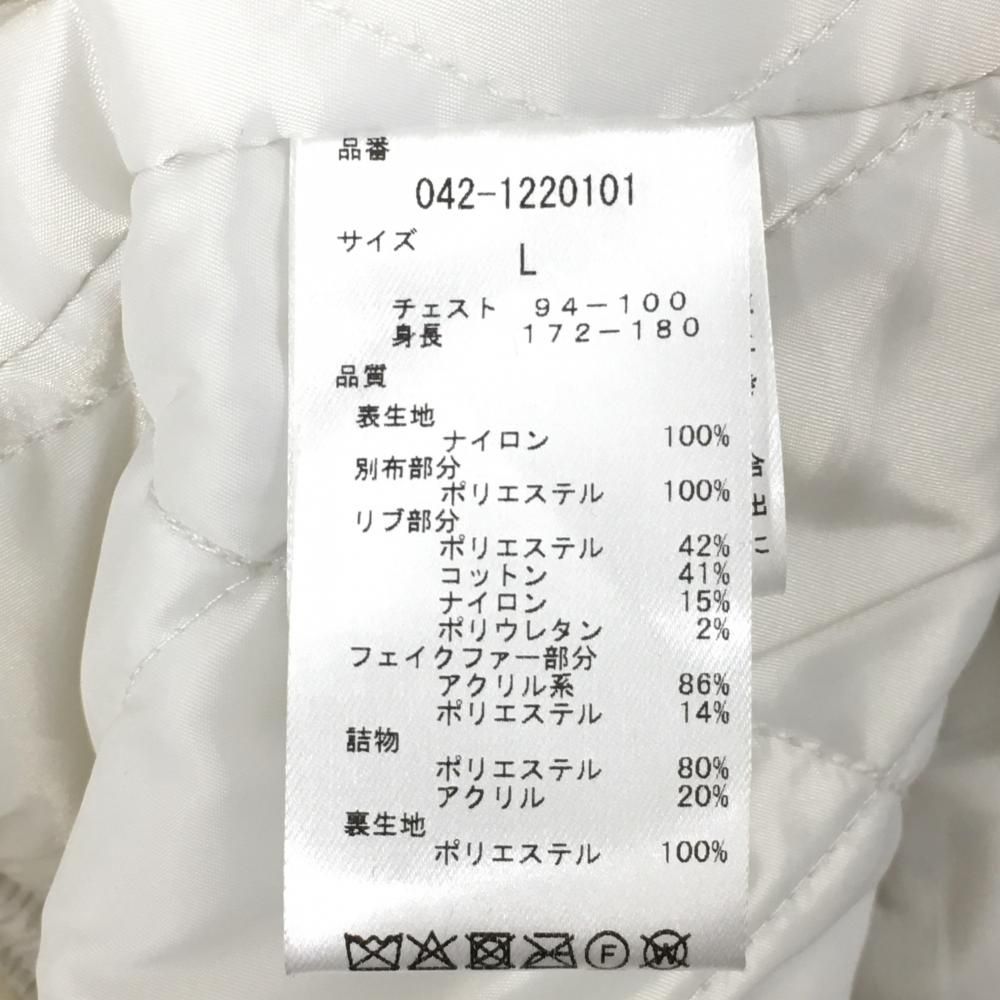 品番
042-1220101
サイズ
L
チェスト 94-100
身長 172-180
品質
表生地
ナイロン 100%
別布部分
ポリエステル 100%
リブ部分
ポリエステル 42%
コットン 41%
ナイロン 15%
ポリウレタン 2%
フェイクファー部分
アクリル系 86%
ポリエステル 14%
詰物
ポリエステル 80%
アクリル 20%
裏生地
ポリエステル 100%
F
W